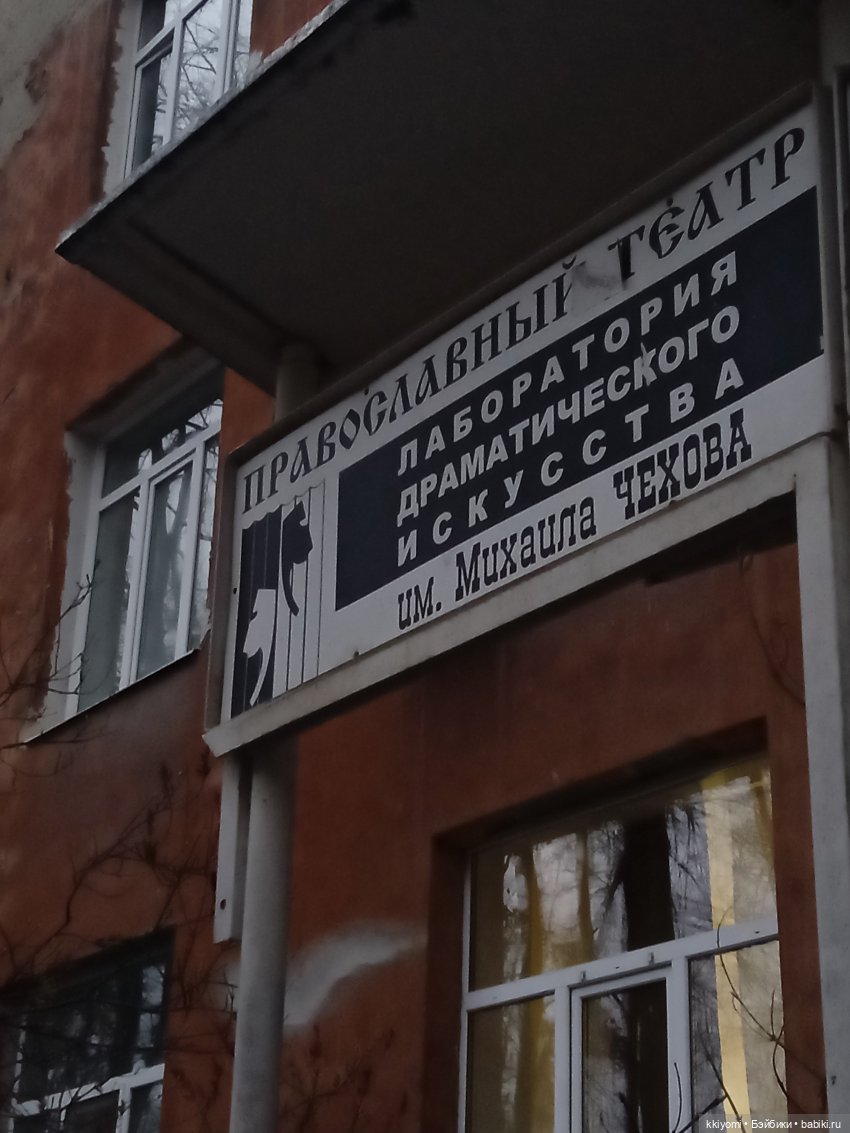 ПРАВОСЛАВНЫЙ ТЕАТР
ЛАБОРАТОРИЯ
ДРАМАТИЧЕСКОГО
ИСКУССТВА
им. Михаила ЧЕХОВА
kkiyomi • Бэйбики • babiki.ru